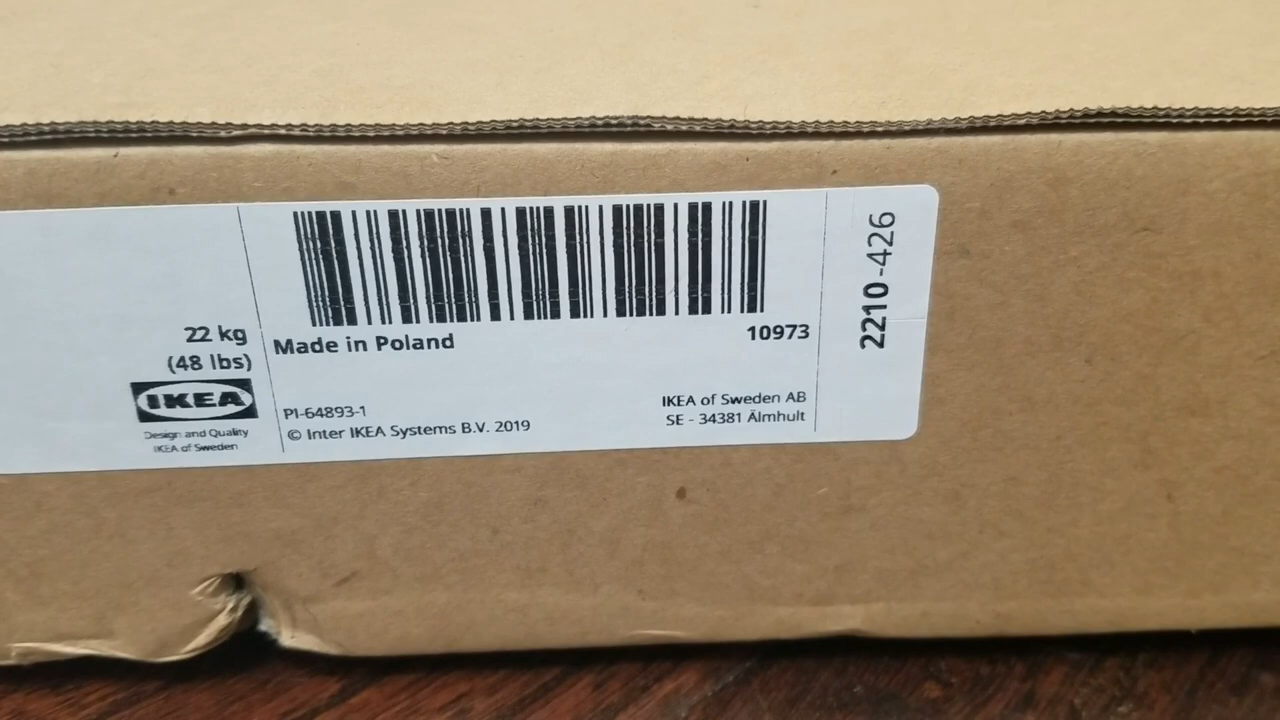 22 kg
(48 lbs)
IKEA
Design and Quality
IKEA of Sweden
Made in Poland
10973
PI-64893-1
© Inter IKEA Systems B.V. 2019
IKEA of Sweden AB
SE - 34381 Älmhult
2210-426